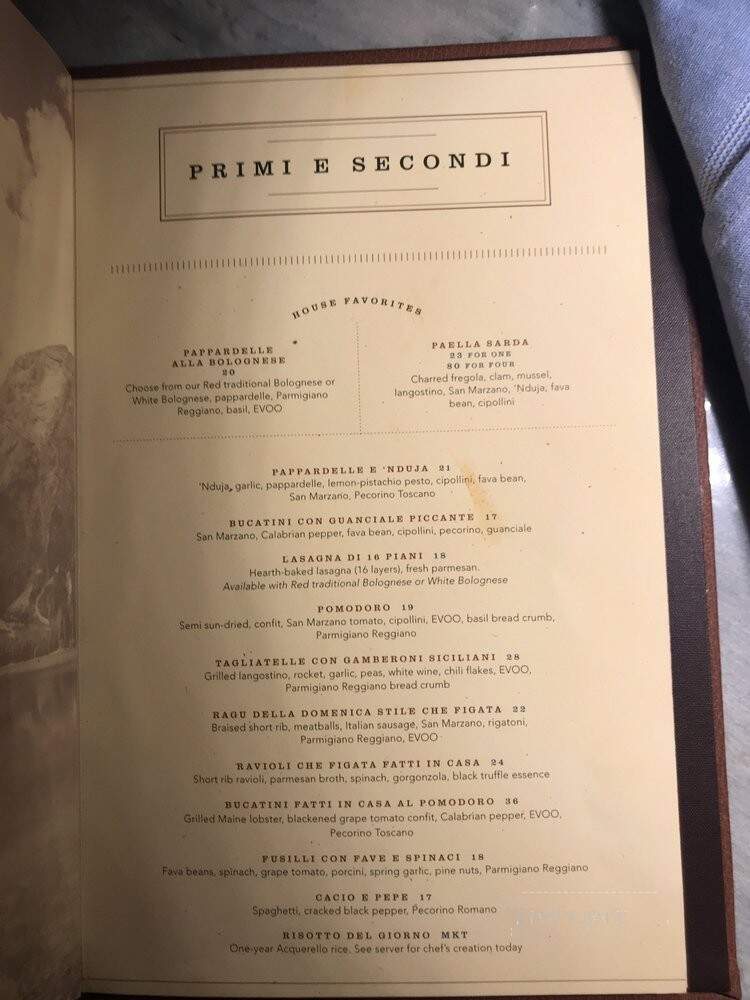 PRIMI E SECONDI
HOUSE FAVORITES
PAPPARDELLE
ALLA BOLOGNESE
20
Choose from our Red traditional Bolognese or
White Bolognese, pappardelle, Parmigiano
Reggiano, basil, EVOO
PAELLA SARDA
23 FOR ONE
80 FOR FOUR
Charred fregola, clam, mussel,
langostino, San Marzano, 'Nduja, fava
bean, cipollini
PAPPARDELLE E 'NDUJA 21
'Nduja, garlic, pappardelle, lemon-pistachio pesto, cipollini, fava bean,
San Marzano, Pecorino Toscano
BUCATINI CON GUANCIALE PICCANTE 17
San Marzano, Calabrian pepper, fava bean, cipollini, pecorino, guanciale
LASAGNA DI 16 PIANI 18
Hearth-baked lasagna (16 layers), fresh parmesan.
Available with Red traditional Bolognese or White Bolognese
POMODORO 19
Semi sun-dried, confit, San Marzano tomato, cipollini, EVOO, basil bread crumb,
Parmigiano Reggiano
TAGLIATELLE CON GAMBERONI SICILIANI 28
Grilled langostino, rocket, garlic, peas, white wine, chili flakes, EVOO,
Parmigiano Reggiano bread crumb
RAGU DELLA DOMENICA STILE CHE FIGATA 22
Braised short rib, meatballs, Italian sausage, San Marzano, rigatoni,
Parmigiano Reggiano, EVOO
RAVIOLI CHE FIGATA FATTI IN CASA 24
Short rib ravioli, parmesan broth, spinach, gorgonzola, black truffle essence
BUCATINI FATTI IN CASA AL POMODORO 36
Grilled Maine lobster, blackened grape tomato confit, Calabrian pepper, EVOO,
Pecorino Toscano
FUSILLI CON FAVE E SPINACI 18
Fava beans, spinach, grape tomato, porcini, spring garlic, pine nuts, Parmigiano Reggiano
CACIO E PEPE 17
Spaghetti, cracked black pepper, Pecorino Romano
RISOTTO DEL GIORNO MKT
One-year Acquerello rice. See server for chef's creation today